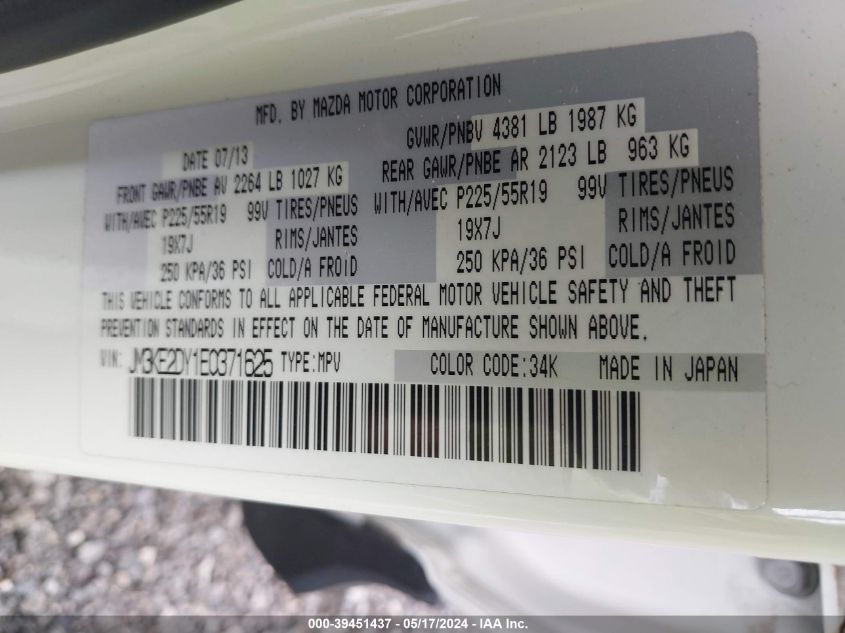 MFD. BY MAZDA MOTOR CORPORATION
DATE 07/13 GVWR/PNBV 4381 LB 1987 KG
FRONT GAWR/PNBE AV 2264 LB 1027 KG REAR GAWR/PNBE AR 2123 LB 963 KG
WITH/AVEC P225/55R19 99V TIRES/PNEUS WITH/AVEC P225/55R19 99V TIRES/PNEUS
19X7J RIMS/JANTES 19X7J RIMS/JANTES
250 KPA/36 PSI COLD/A FROID 250 KPA/36 PSI COLD/A FROID
THIS VEHICLE CONFORMS TO ALL APPLICABLE FEDERAL MOTOR VEHICLE SAFETY AND THEFT
PREVENTION STANDARDS IN EFFECT ON THE DATE OF MANUFACTURE SHOWN ABOVE.
VIN: JM3KE2DY1E0371625 TYPE:MPV COLOR CODE:34K MADE IN JAPAN
000-39451437 - 05/17/2024 - IAA Inc.